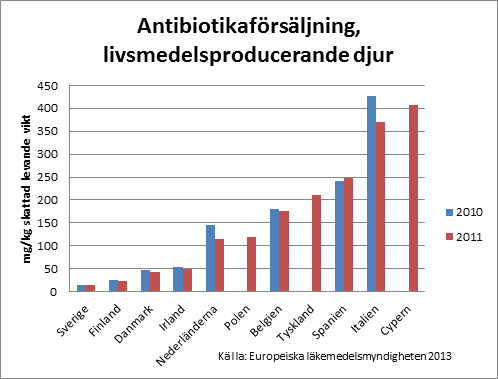 Antibiotikaförsäljning,
livsmedelsproducerande djur
mg/kg skattad levande vikt
450
400
350
300
250
200
150
100
50
0
Sverige
Finland
Danmark
Irland
Nederländerna
Polen
Belgien
Tyskland
Spanien
Italien
Cypern
2010
2011
Källa: Europeiska läkemedelsmyndigheten 2013